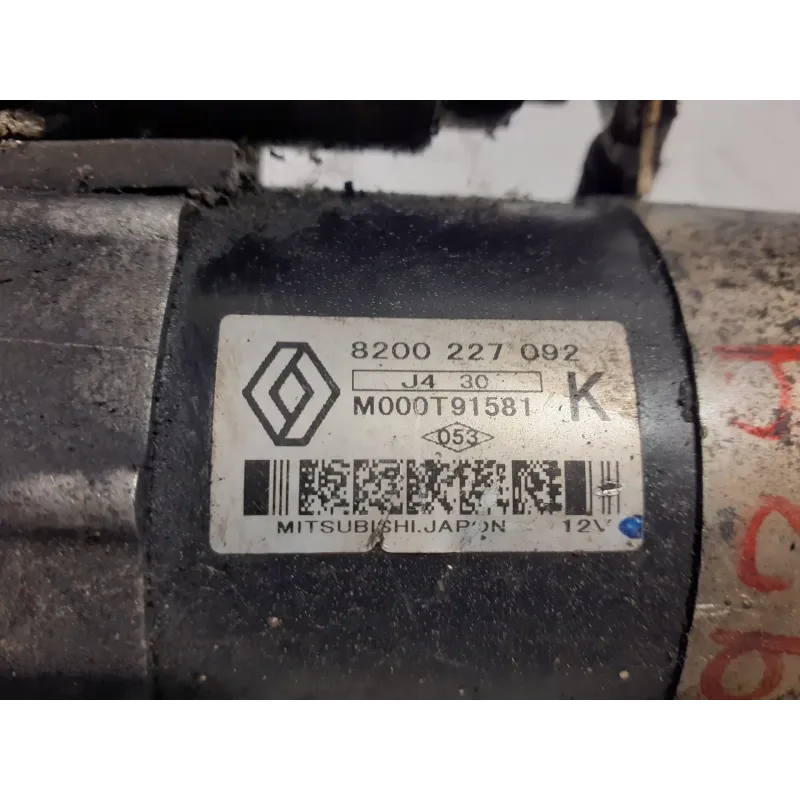 8200 227 092
J4 30
M000T91581 K
053
MITSUBISHI.JAPON 12V